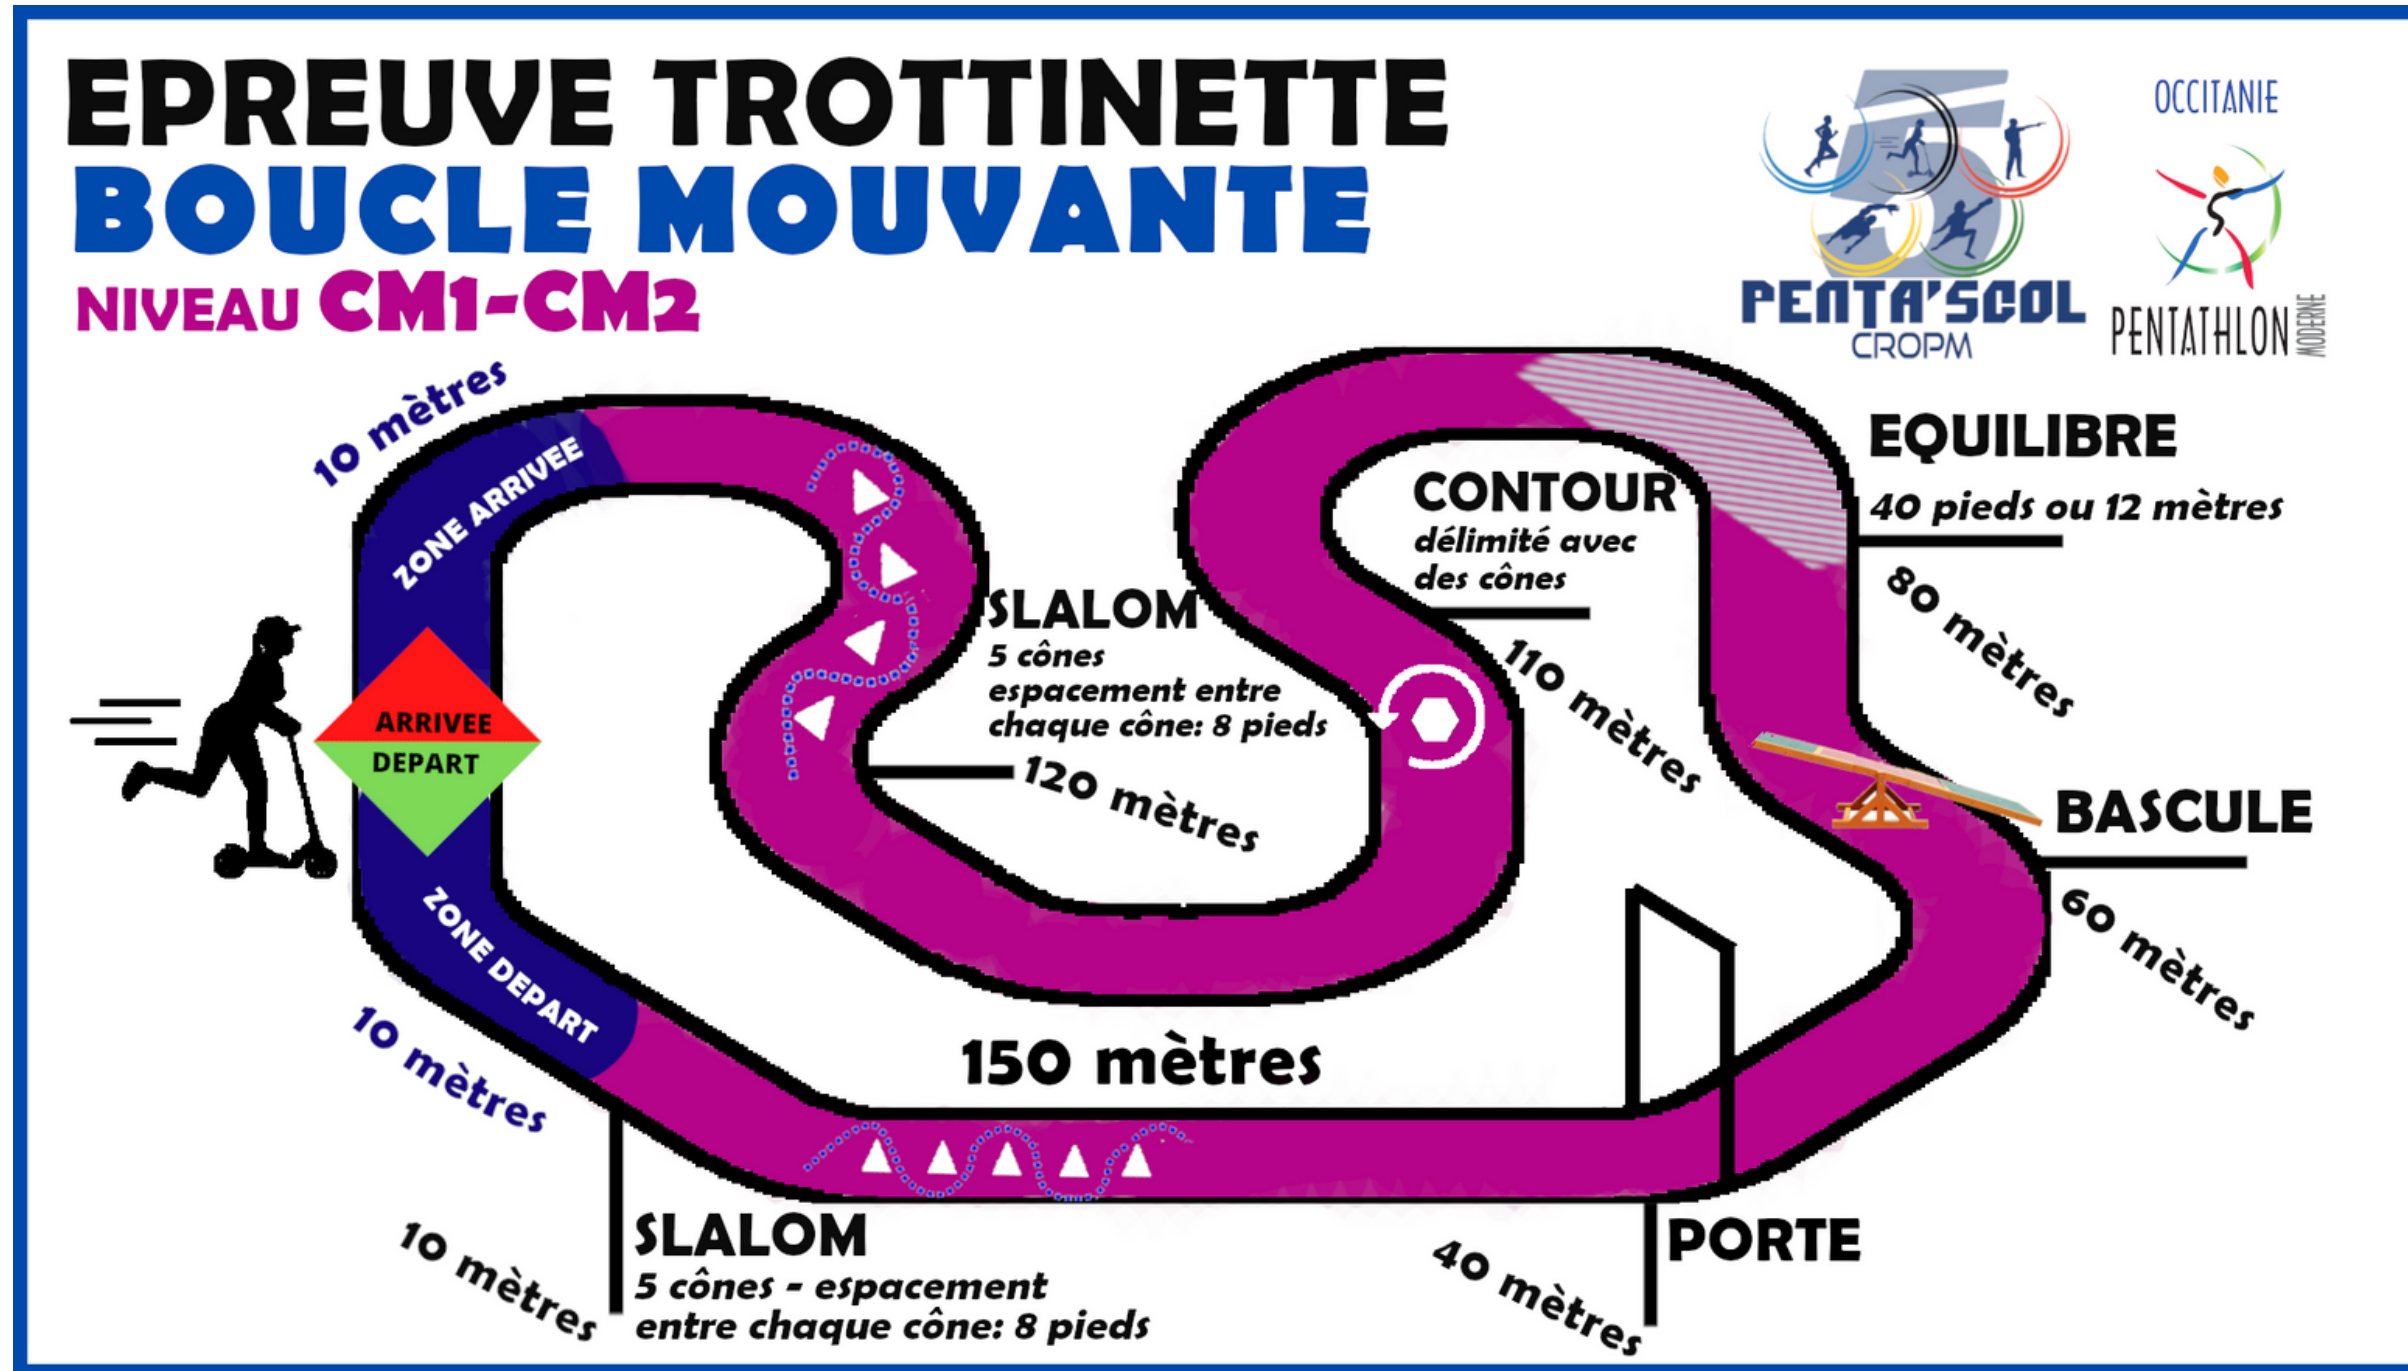 EPREUVE TROTTINETTE
BOUCLE MOUVANTE
NIVEAU CM1-CM2
5
PENTA'SCOL
CROPM
OCCITANIE
PENTATHLON
MODERNE
10 mètres
ZONE ARRIVEE
ARRIVEE
DEPART
ZONE DEPART
10 mètres
10 mètres
SLALOM
5 cônes - espacement
entre chaque cône: 8 pieds
150 mètres
40 mètres
PORTE
60 mètres
BASCULE
80 mètres
EQUILIBRE
40 pieds ou 12 mètres
CONTOUR
délimité avec
des cônes
110 mètres
SLALOM
5 cônes
espacement entre
chaque cône: 8 pieds
120 mètres